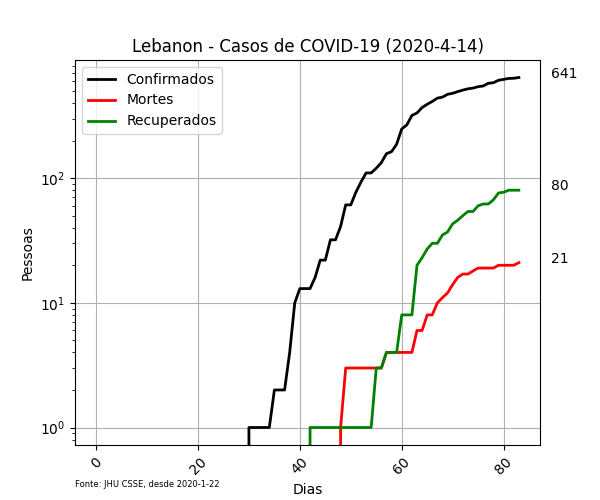 Lebanon - Casos de COVID-19 (2020-4-14)
Confirmados
Mortes
Recuperados
641
80
21
Pessoas
10²
10¹
10⁰
0
20
40
60
80
Dias
Fonte: JHU CSSE, desde 2020-1-22